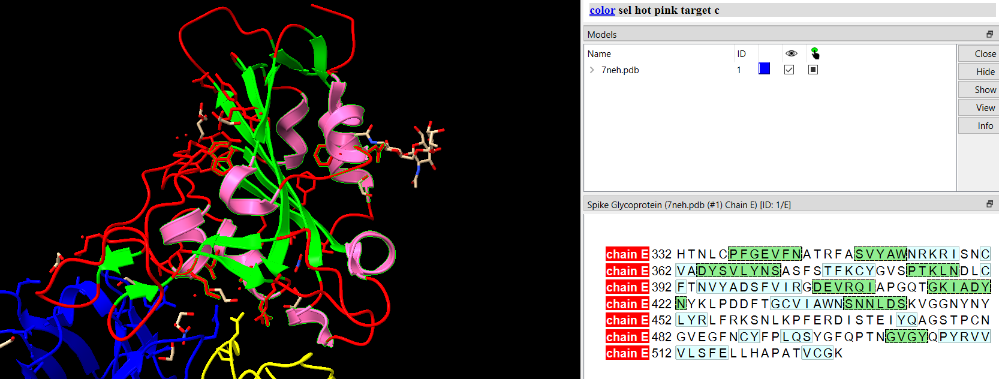 color sel hot pink target c
Models
Name ID
7neh.pdb 1
Close
Hide
Show
View
Info
Spike Glycoprotein (7neh.pdb (#1) Chain E) [ID: 1/E]
chain E 332 HTNLCPFGEVFNATRFASVYAWNRKRISNC
chain E 362 VADYSVLYNSASFSTFKCYGVSPTKLNDLC
chain E 392 FTNVYADSFVIRGDEVRQIAPGQTGKIADY
chain E 422 NYKLPDDFTGCVIAWNSNNLDSKVGGNYNY
chain E 452 LYRLFRKSNLKPFERDISTEIYQAGSTPCN
chain E 482 GVEGFNCYFPLQSYGFQPTNGVGYQPYRVV
chain E 512 VLSFELLHAPATVCGK